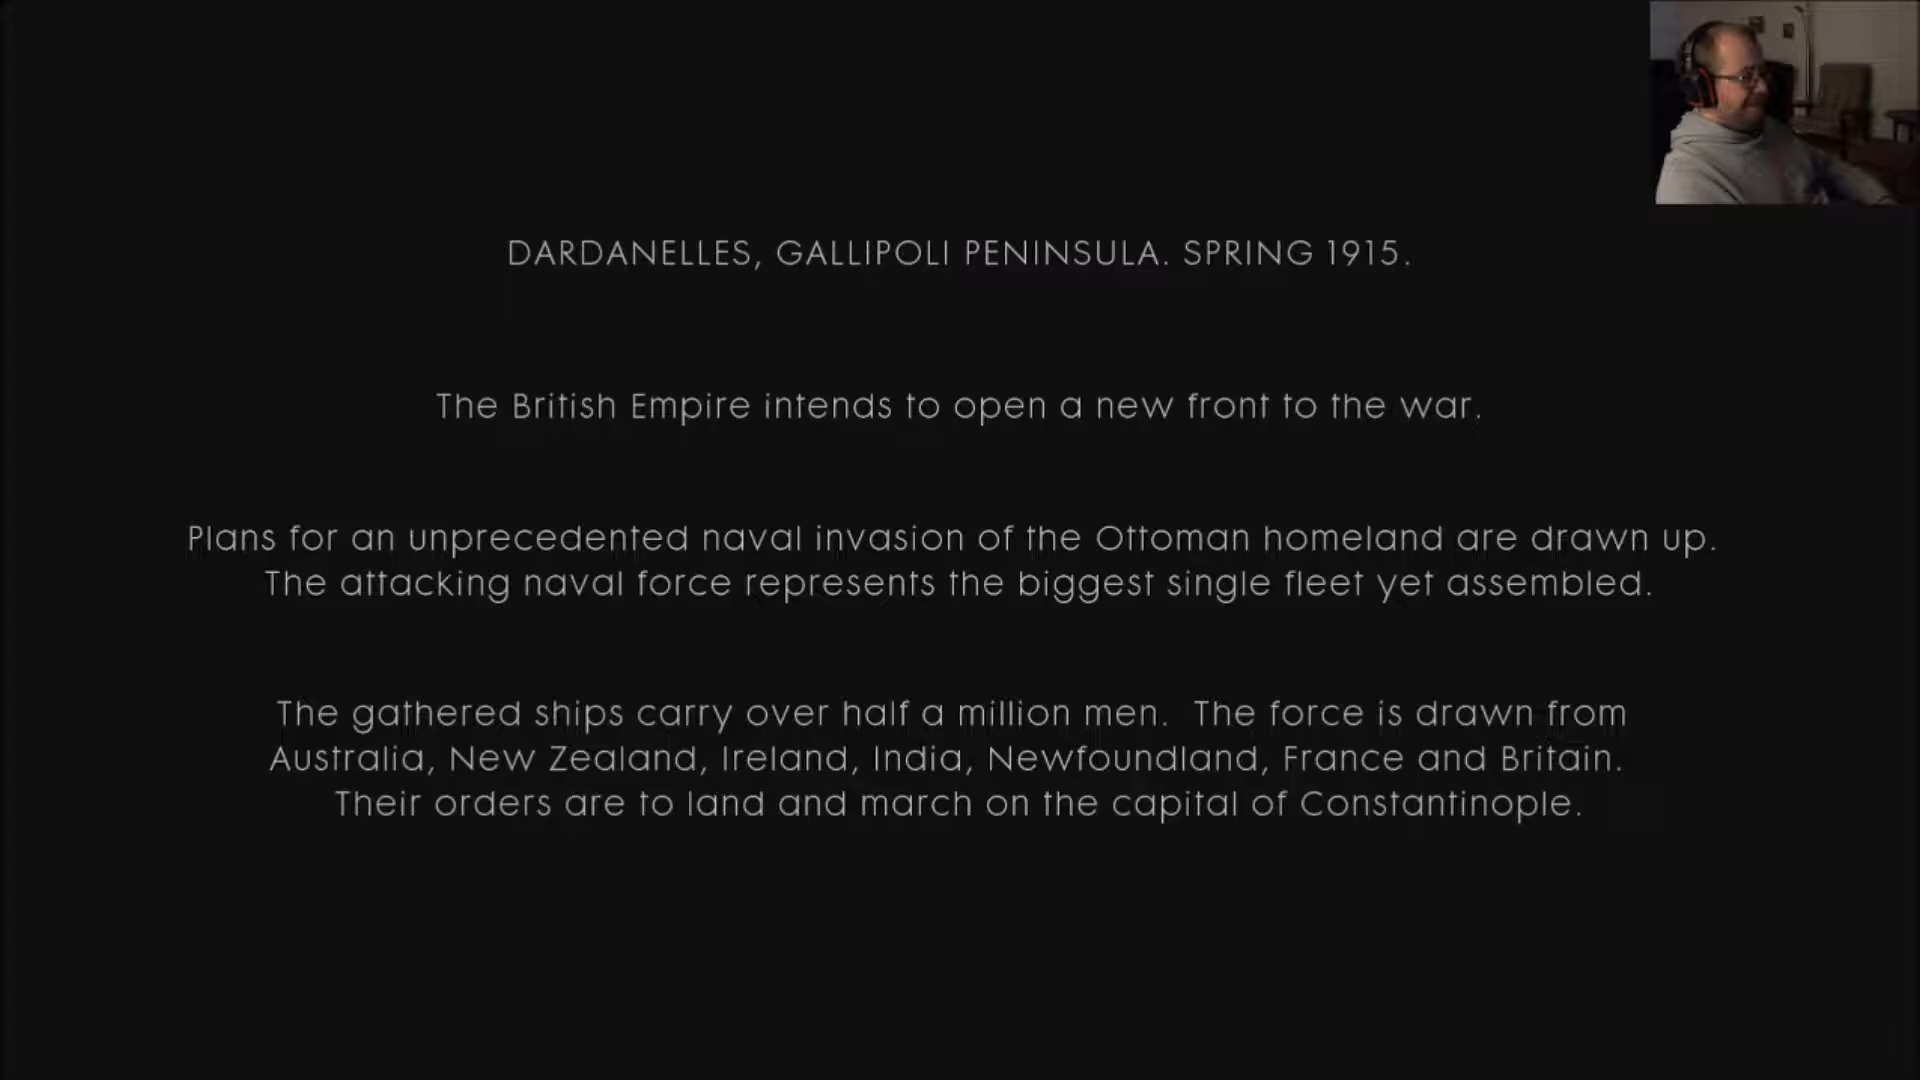 DARDANELLES, GALLIPOLI PENINSULA. SPRING 1915.
The British Empire intends to open a new front to the war.
Plans for an unprecedented naval invasion of the Ottoman homeland are drawn up.
The attacking naval force represents the biggest single fleet yet assembled.
The gathered ships carry over half a million men. The force is drawn from
Australia, New Zealand, Ireland, India, Newfoundland, France and Britain.
Their orders are to land and march on the capital of Constantinople.